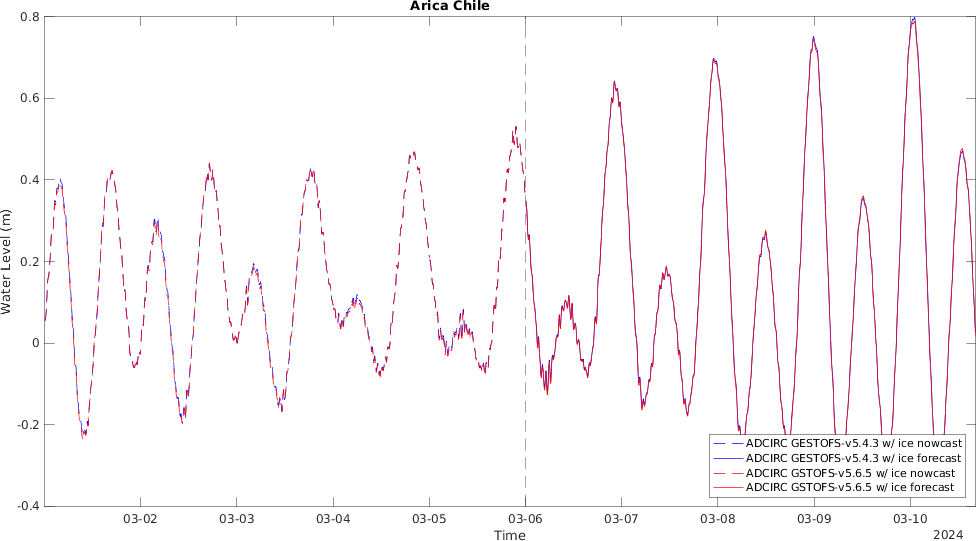 Arica Chile
Water Level (m)
0.8
0.6
0.4
0.2
0
-0.2
-0.4
03-02
03-03
03-04
03-05
03-06
03-07
03-08
03-09
03-10
Time
2024
ADCIRC GESTOFS-v5.4.3 w/ ice nowcast
ADCIRC GESTOFS-v5.4.3 w/ ice forecast
ADCIRC GSTOFS-v5.6.5 w/ ice nowcast
ADCIRC GSTOFS-v5.6.5 w/ ice forecast